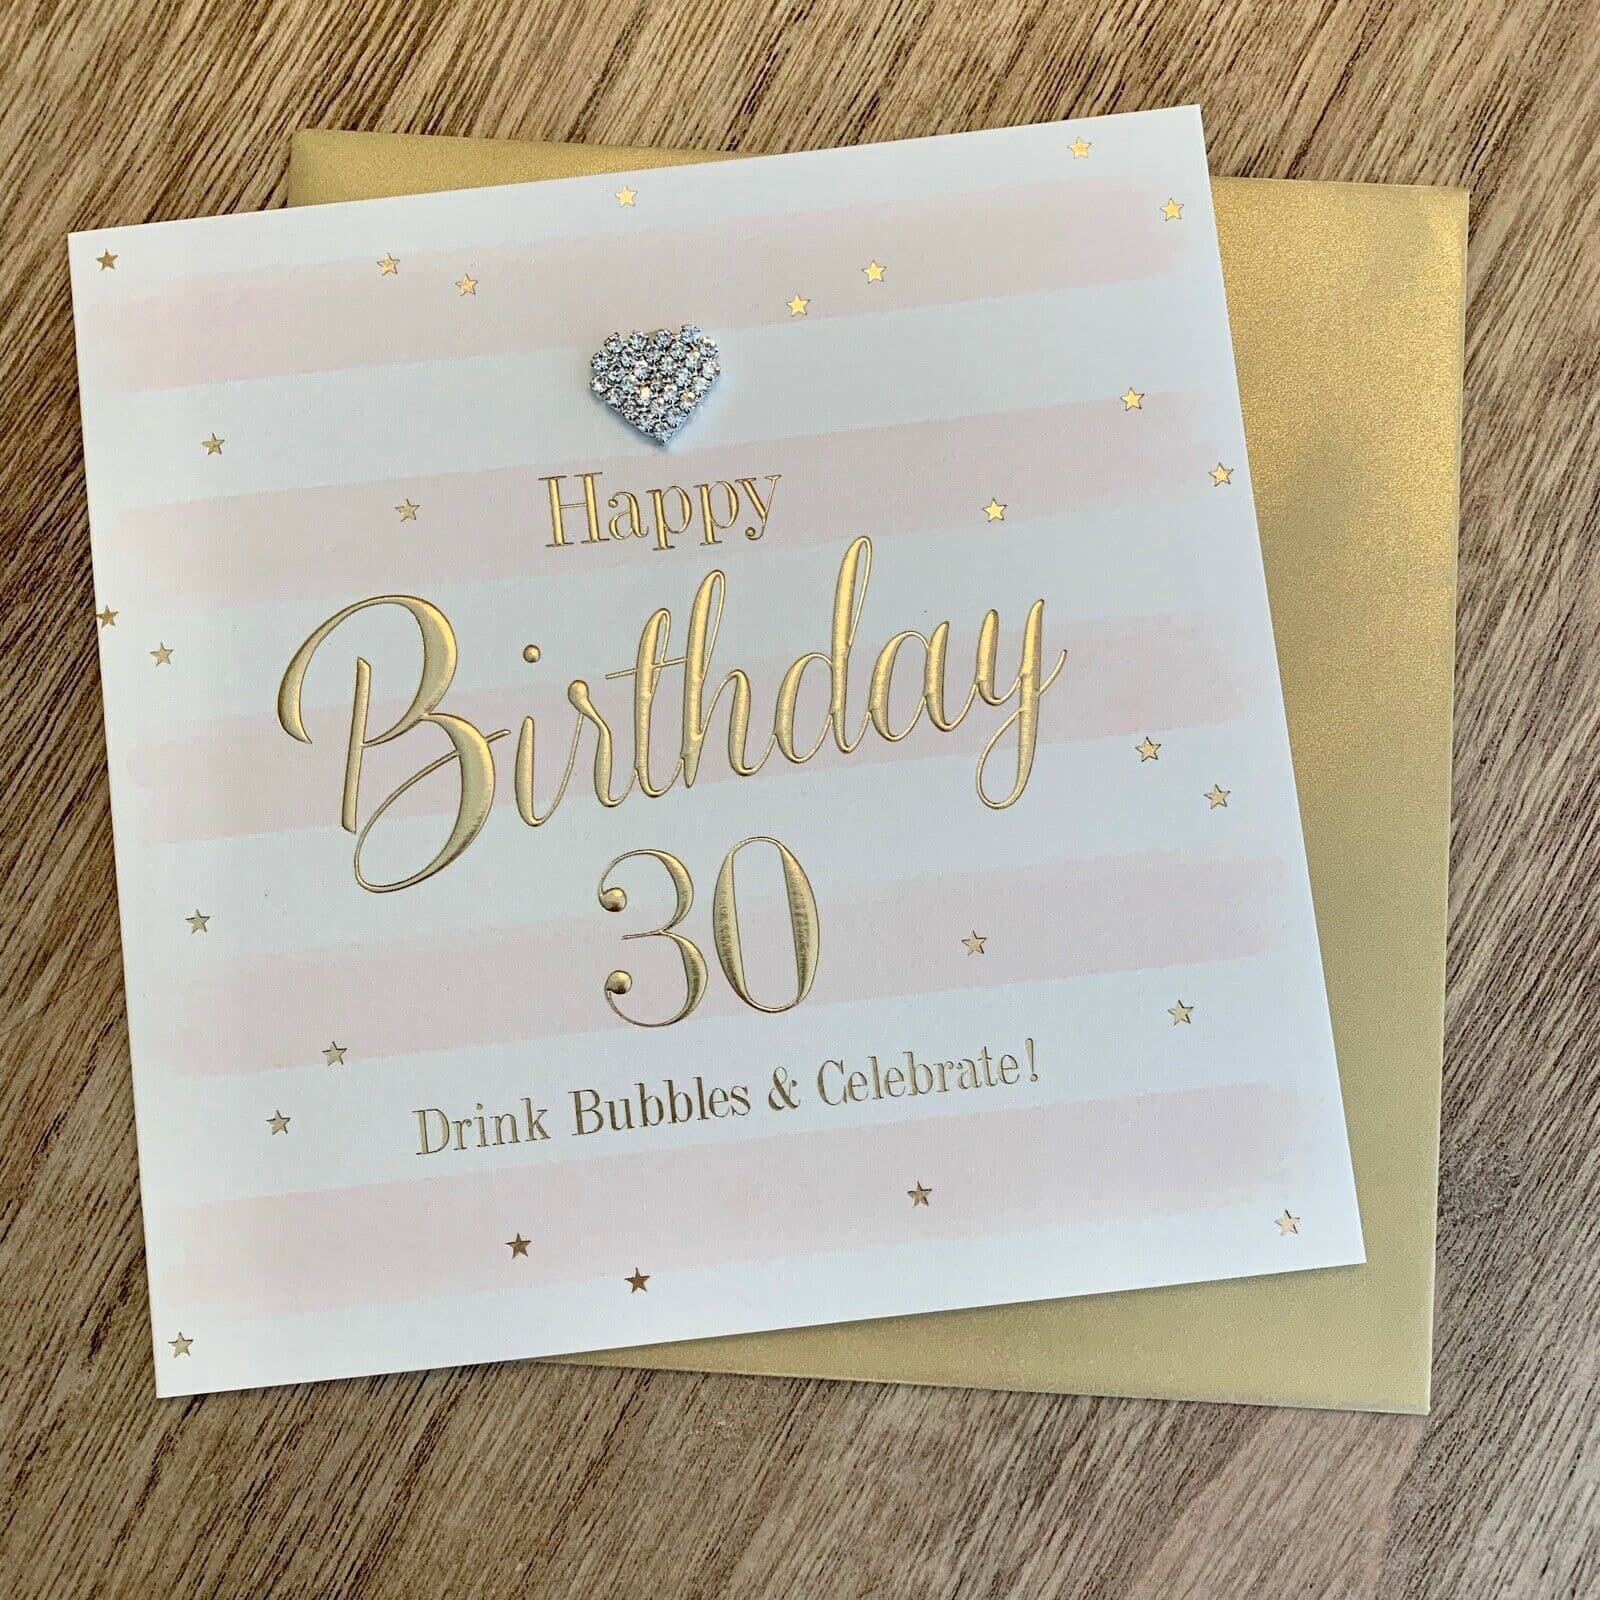 Happy
Birthday
30
Drink Bubbles & Celebrate!